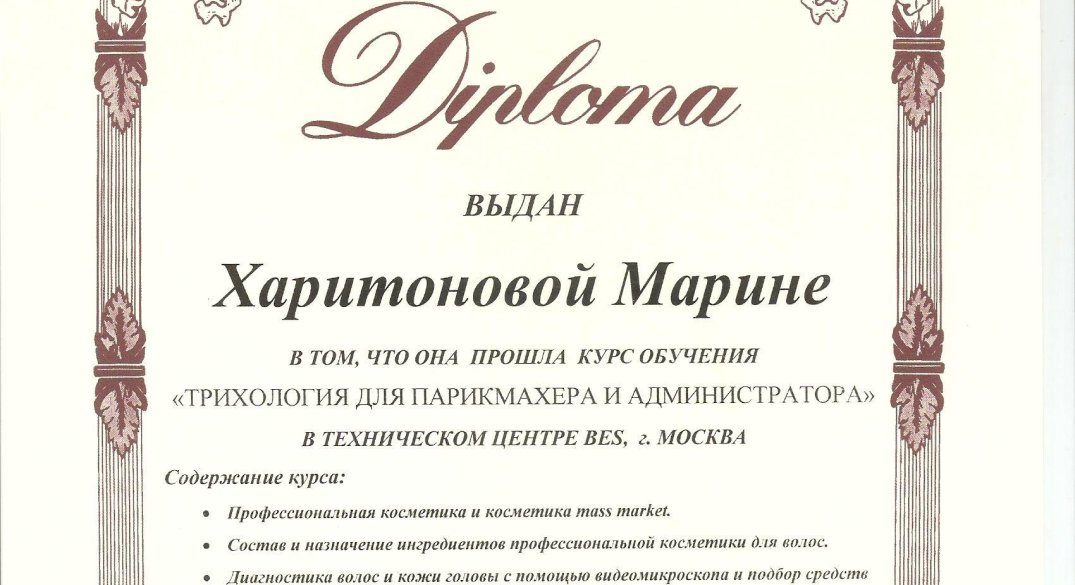 Diploma
ВЫДАН
Харитоновой Марине
В ТОМ, ЧТО ОНА ПРОШЛА КУРС ОБУЧЕНИЯ
«ТРИХОЛОГИЯ ДЛЯ ПАРИКМАХЕРА И АДМИНИСТРАТОРА»
В ТЕХНИЧЕСКОМ ЦЕНТРЕ BES, г. МОСКВА
Содержание курса:
• Профессиональная косметика и косметика mass market.
• Состав и назначение ингредиентов профессиональной косметики для волос.
• Диагностика волос и кожи головы с помощью видеомикроскопа и подбор средств